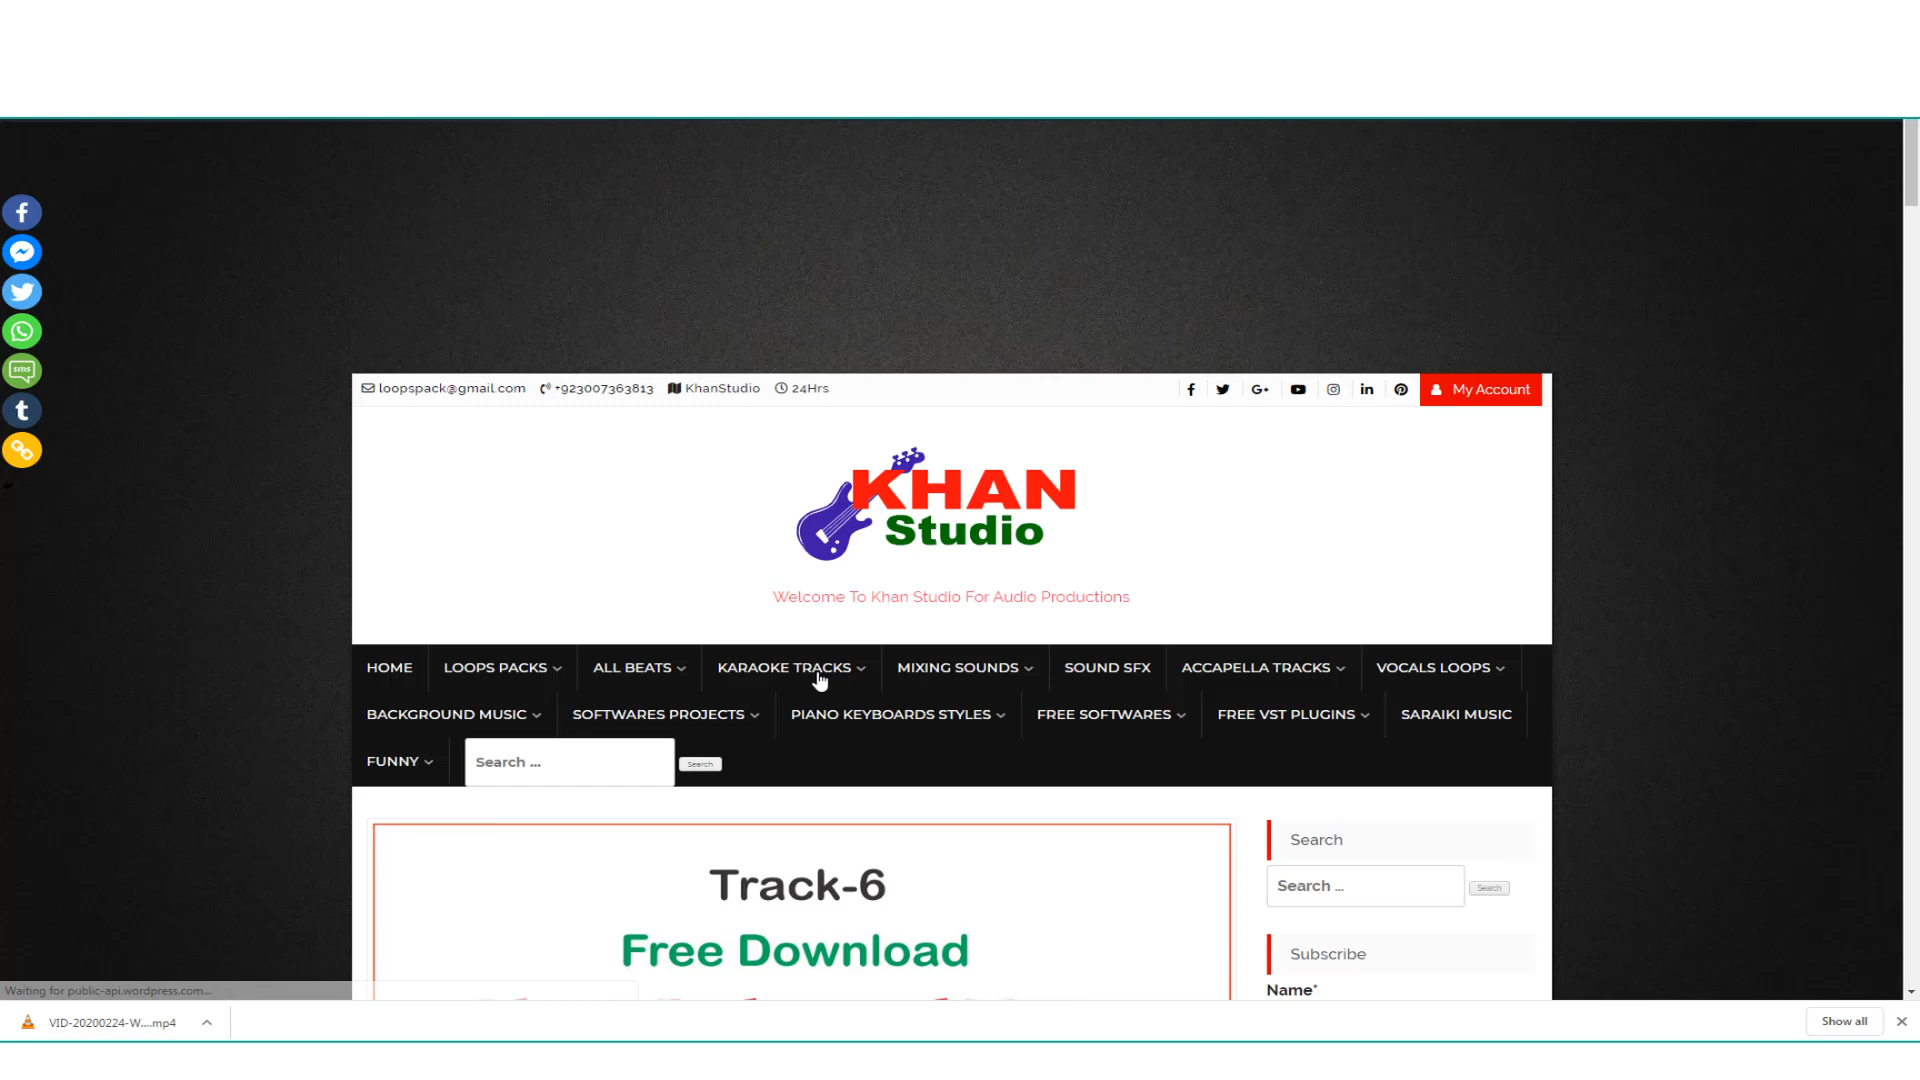 loopspack@gmail.com +923007363813 KhanStudio 24Hrs My Account
KHAN
Studio
Welcome To Khan Studio For Audio Productions
HOME LOOPS PACKS ALL BEATS KARAOKE TRACKS MIXING SOUNDS SOUND SFX ACCAPELLA TRACKS VOCALS LOOPS
BACKGROUND MUSIC SOFTWARES PROJECTS PIANO KEYBOARDS STYLES FREE SOFTWARES FREE VST PLUGINS SARAIKI MUSIC
FUNNY Search ... Search
sms
Track-6
Free Download
Search
Search ... Search
Subscribe
Name*
Waiting for public-api.wordpress.com...
VID-20200224-W....mp4 Show all